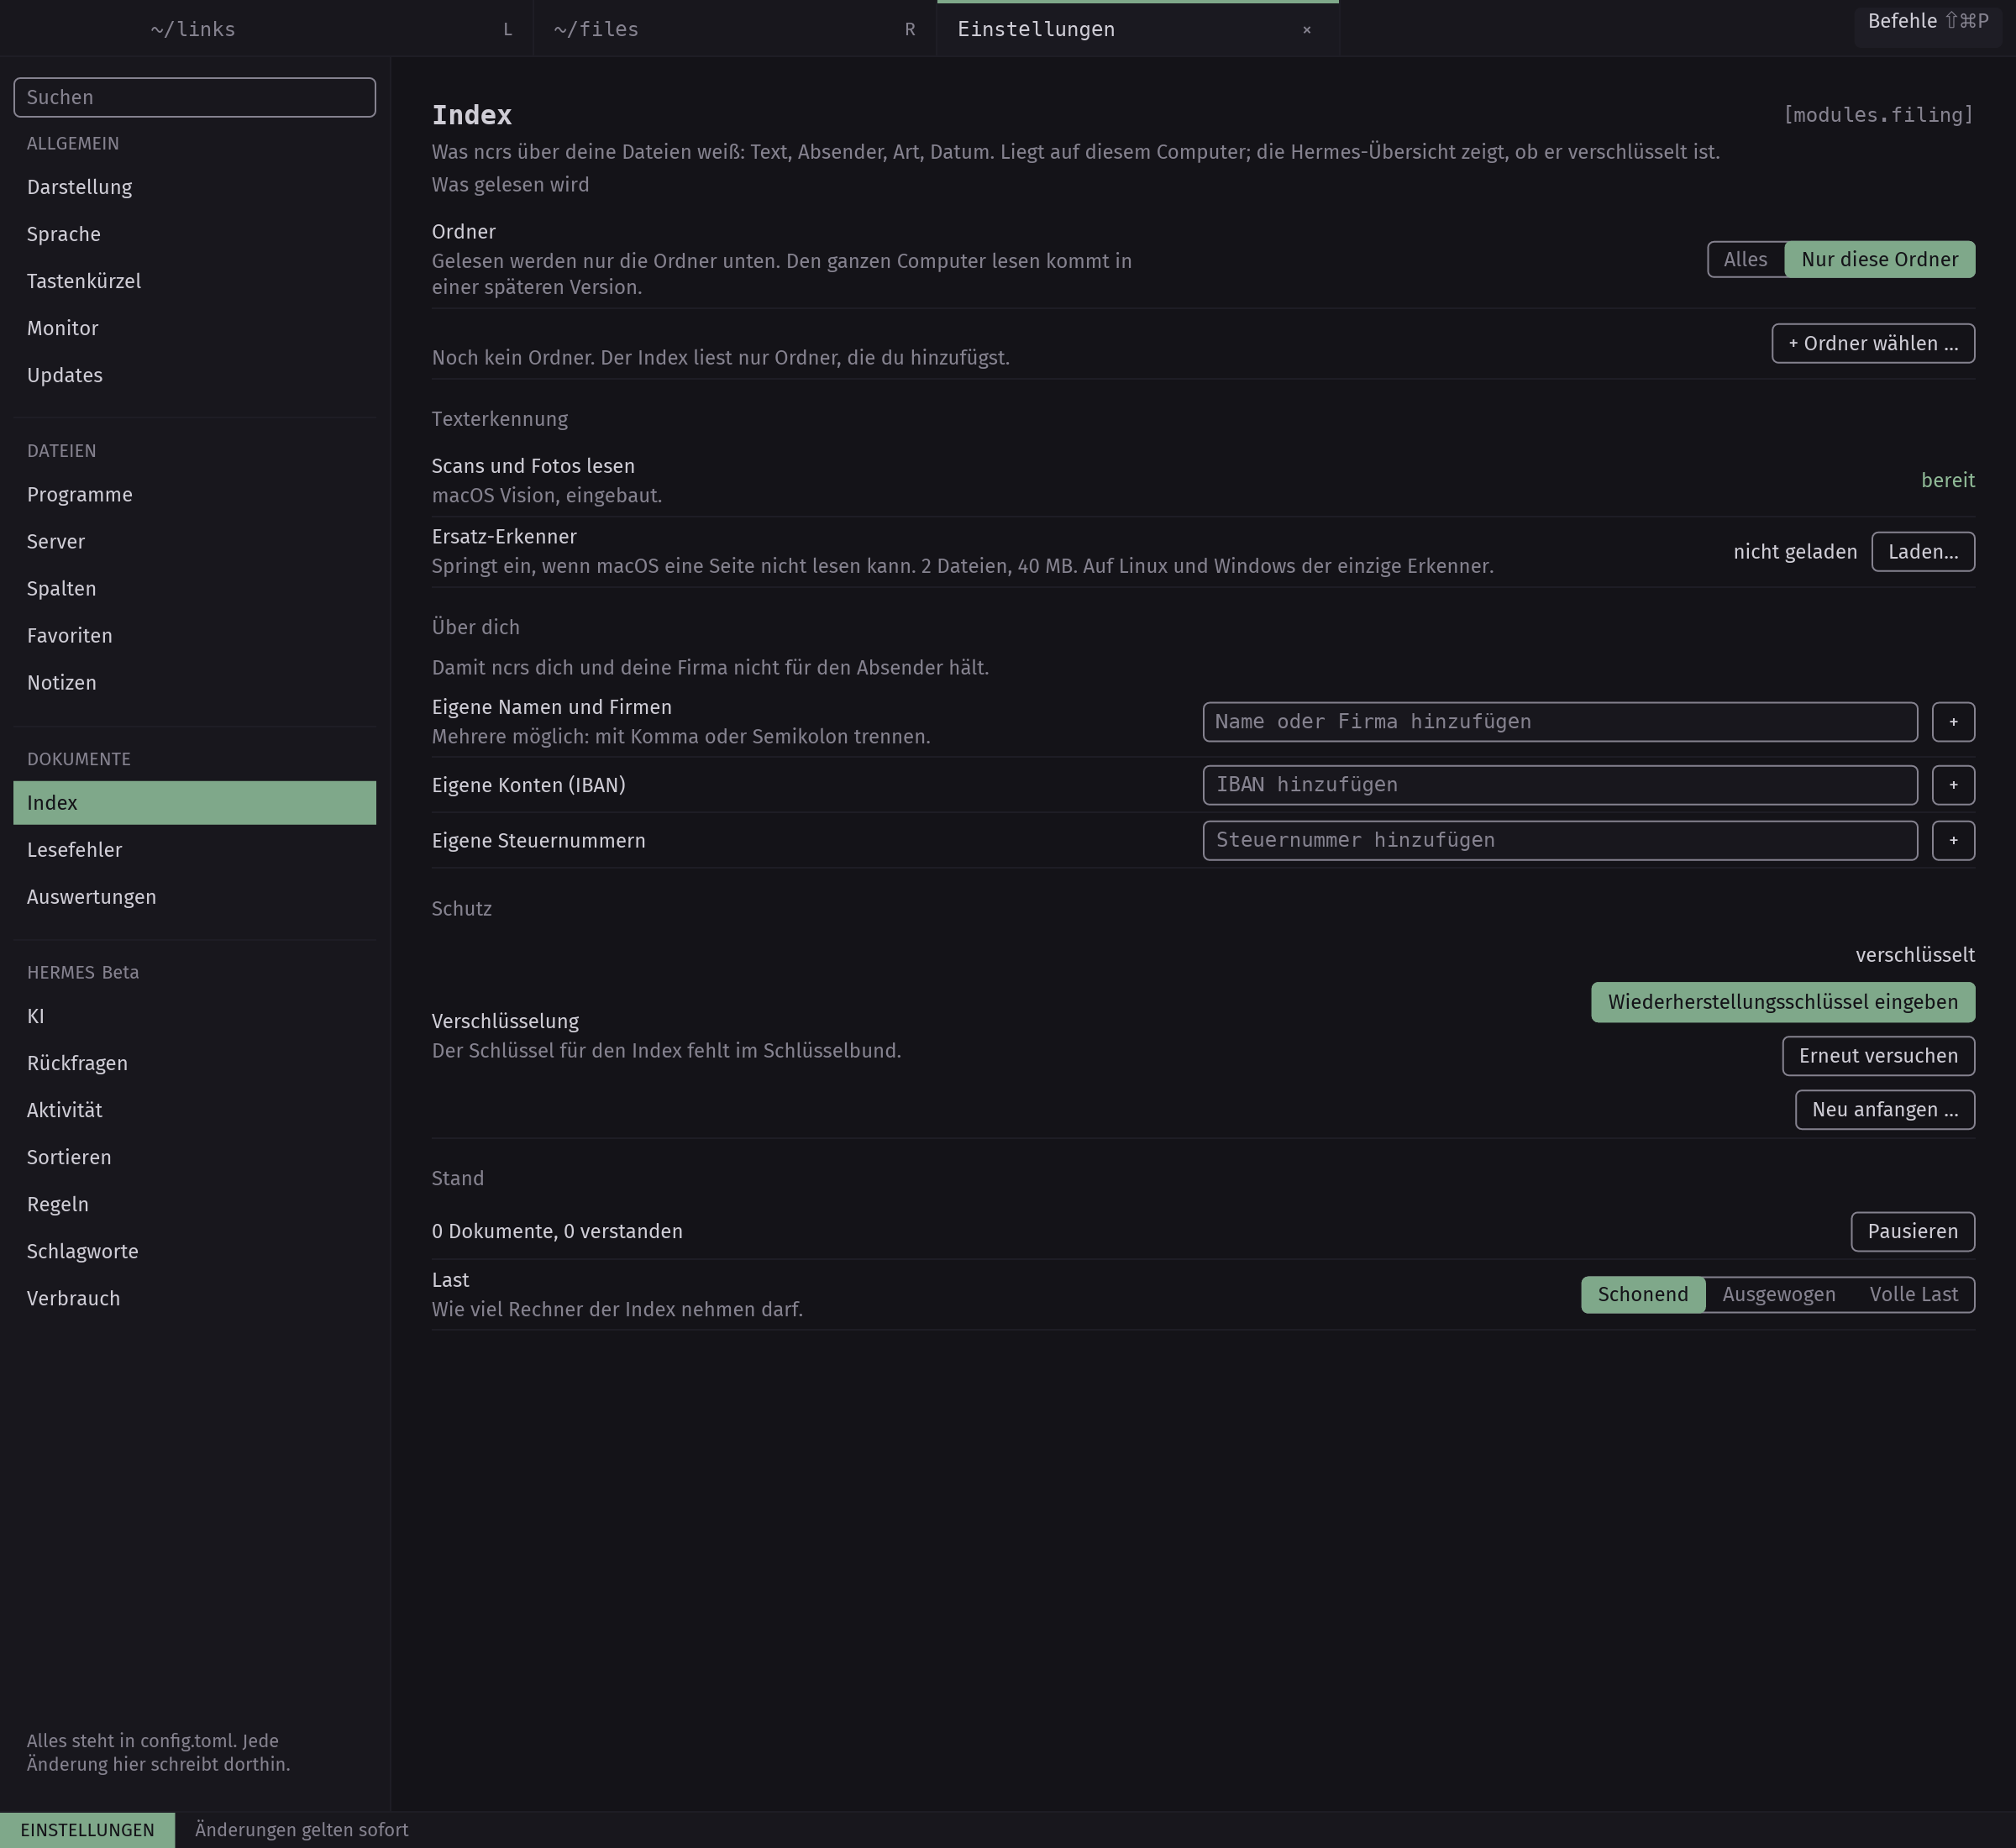 ~/links L ~/files R Einstellungen × Befehle ⇧⌘P
Suchen
ALLGEMEIN
Darstellung
Sprache
Tastenkürzel
Monitor
Updates
DATEIEN
Programme
Server
Spalten
Favoriten
Notizen
DOKUMENTE
Index
Lesefehler
Auswertungen
HERMES Beta
KI
Rückfragen
Aktivität
Sortieren
Regeln
Schlagworte
Verbrauch
Alles steht in config.toml. Jede
Änderung hier schreibt dorthin.
Index [modules.filing]
Was ncrs über deine Dateien weiß: Text, Absender, Art, Datum. Liegt auf diesem Computer; die Hermes-Übersicht zeigt, ob er verschlüsselt ist.
Was gelesen wird
Ordner
Gelesen werden nur die Ordner unten. Den ganzen Computer lesen kommt in
einer späteren Version.
Alles Nur diese Ordner
Noch kein Ordner. Der Index liest nur Ordner, die du hinzufügst.
+ Ordner wählen ...
Texterkennung
Scans und Fotos lesen
macOS Vision, eingebaut.
bereit
Ersatz-Erkenner
Springt ein, wenn macOS eine Seite nicht lesen kann. 2 Dateien, 40 MB. Auf Linux und Windows der einzige Erkenner.
nicht geladen Laden...
Über dich
Damit ncrs dich und deine Firma nicht für den Absender hält.
Eigene Namen und Firmen
Mehrere möglich: mit Komma oder Semikolon trennen.
Name oder Firma hinzufügen +
Eigene Konten (IBAN) IBAN hinzufügen +
Eigene Steuernummern Steuernummer hinzufügen +
Schutz
verschlüsselt
Verschlüsselung
Der Schlüssel für den Index fehlt im Schlüsselbund.
Wiederherstellungsschlüssel eingeben
Erneut versuchen
Neu anfangen ...
Stand
0 Dokumente, 0 verstanden Pausieren
Last
Wie viel Rechner der Index nehmen darf.
Schonend Ausgewogen Volle Last
EINSTELLUNGEN Änderungen gelten sofort